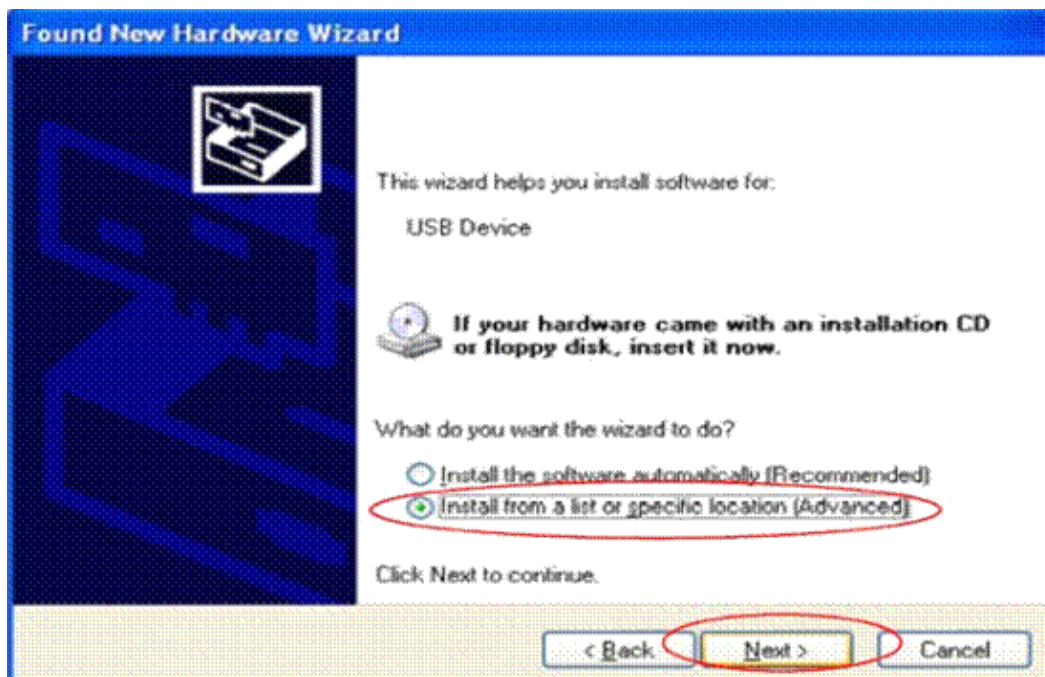 Found New Hardware Wizard
This wizard helps you install software for:
USB Device
If your hardware came with an installation CD
or floppy disk, insert it now.
What do you want the wizard to do?
Install the software automatically (Recommended)
Install from a list or specific location (Advanced)
Click Next to continue.
< Back
Next >
Cancel